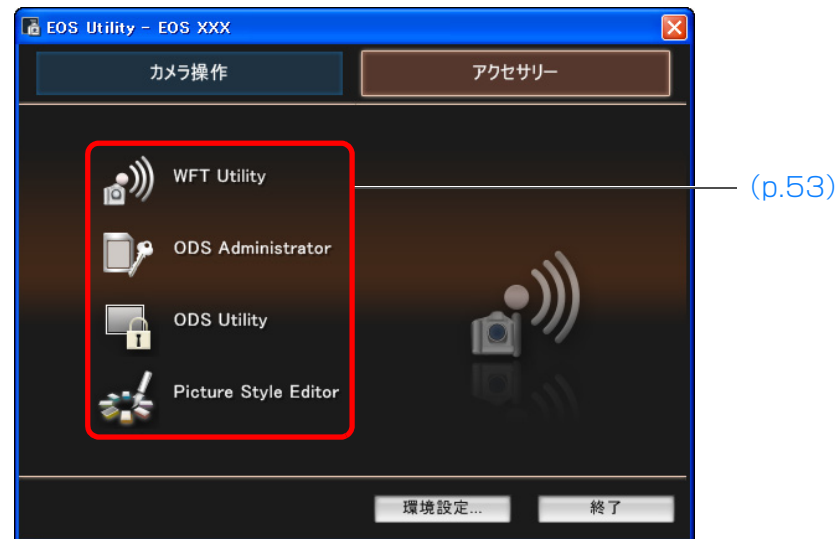 EOS Utility - EOS XXX
カメラ操作
アクセサリー
WFT Utility
(p.53)
ODS Administrator
ODS Utility
Picture Style Editor
環境設定...
終了